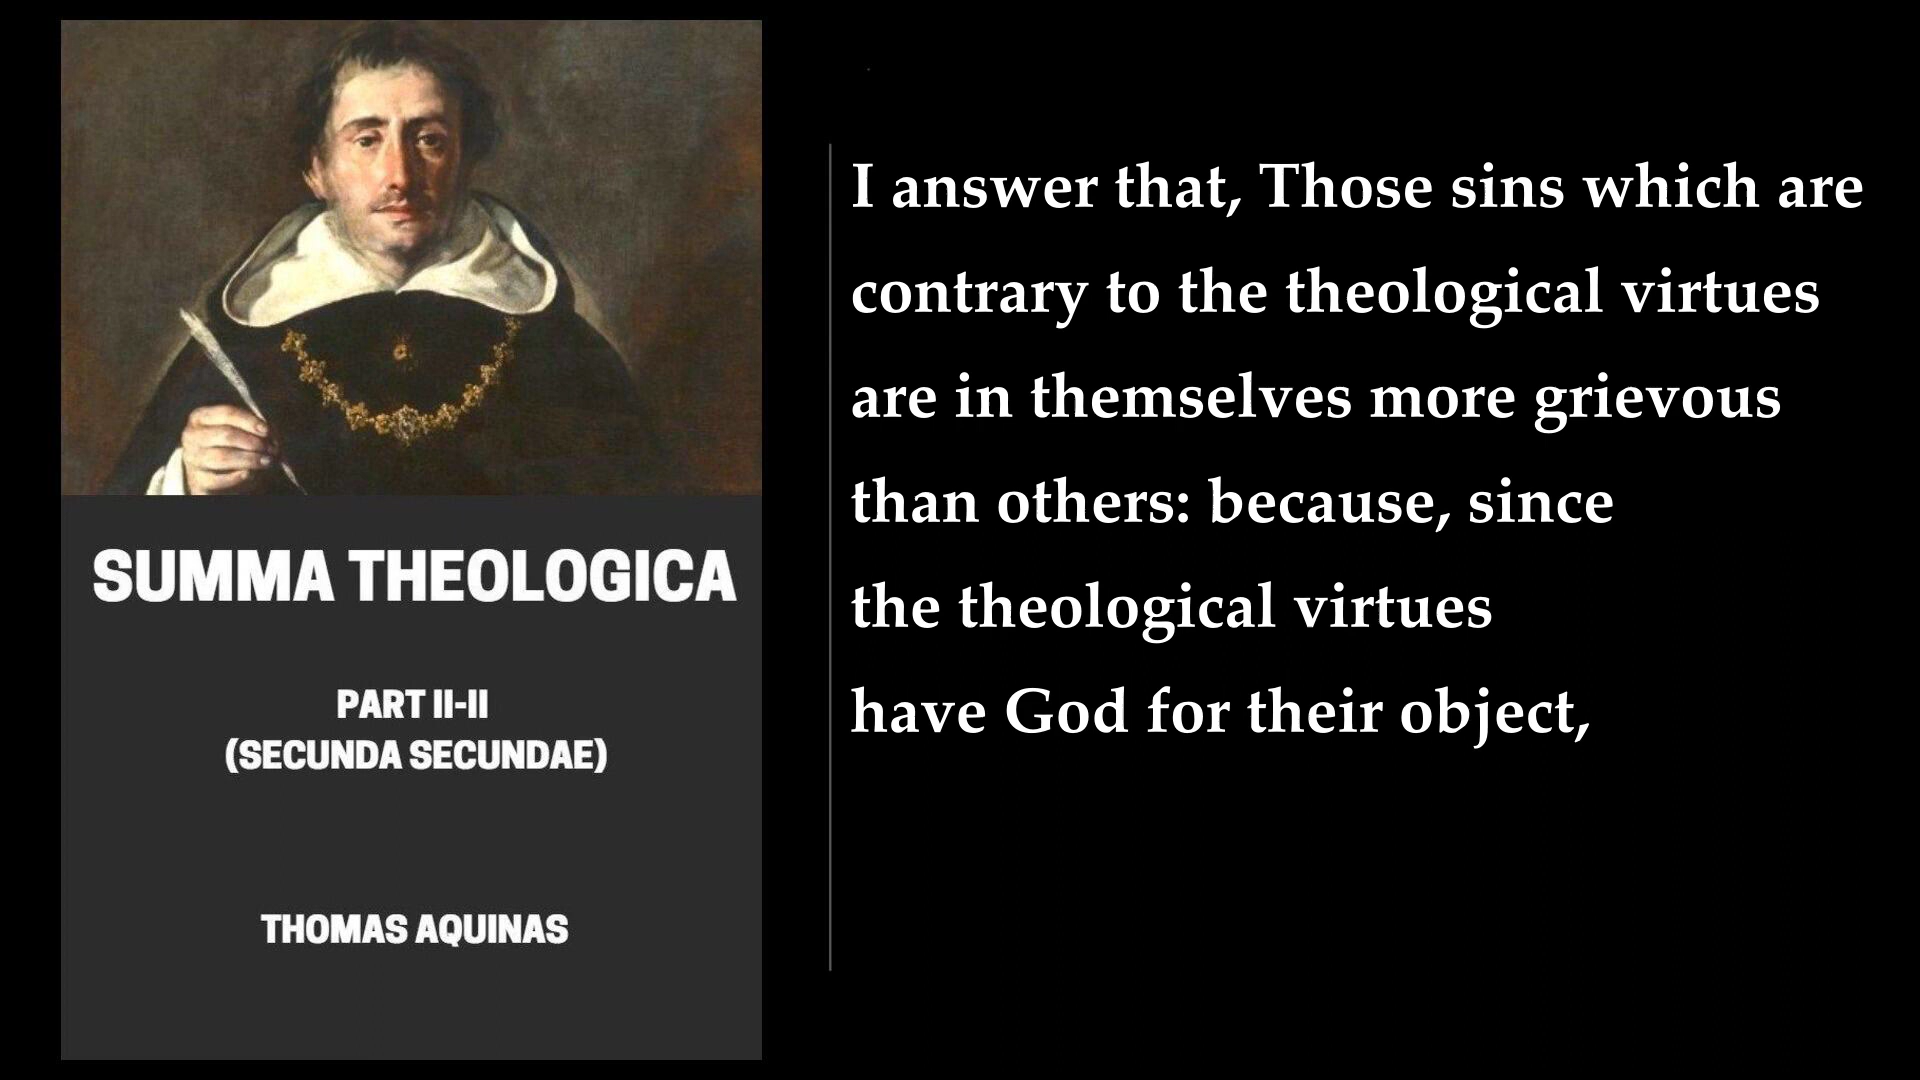 SUMMA THEOLOGICA
PART II-II
(SECUNDA SECUNDAE)
THOMAS AQUINAS
I answer that, Those sins which are
contrary to the theological virtues
are in themselves more grievous
than others: because, since
the theological virtues
have God for their object,